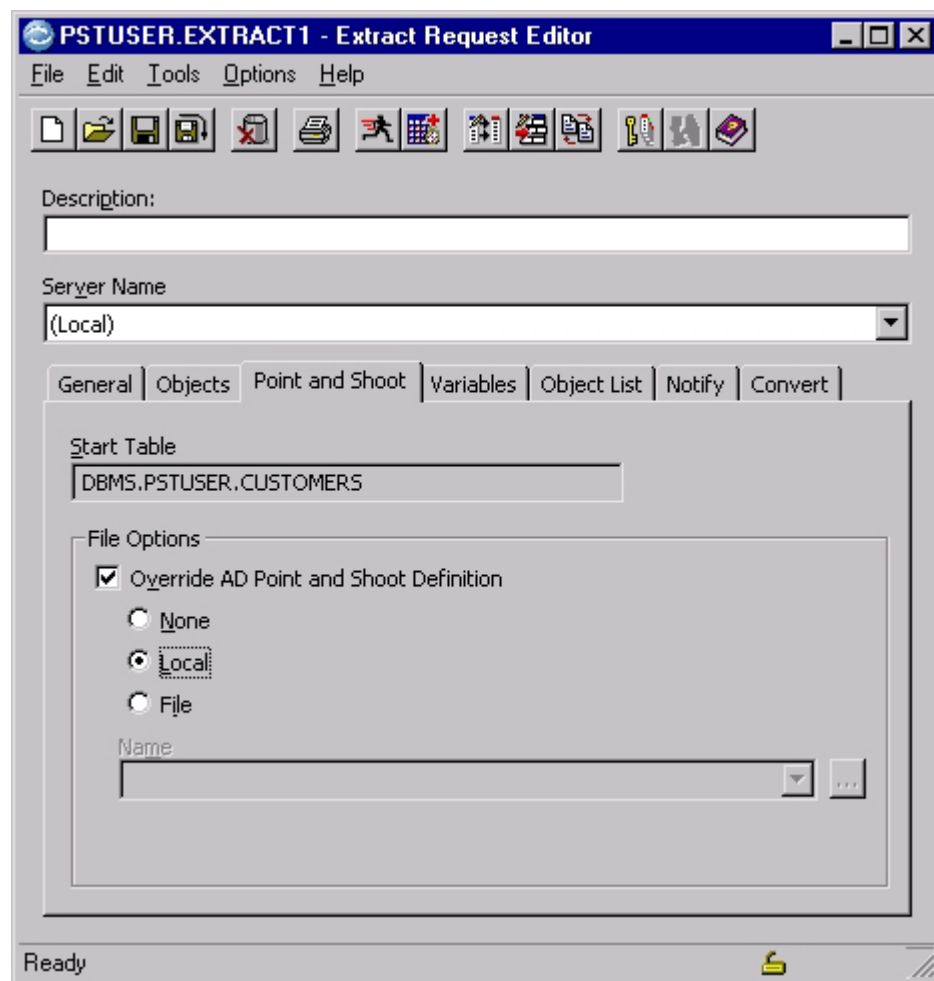 PSTUSER.EXTRACT1 - Extract Request Editor
File Edit Tools Options Help
Description:
Server Name
(Local)
General Objects Point and Shoot Variables Object List Notify Convert
Start Table
DBMS.PSTUSER.CUSTOMERS
File Options
Override AD Point and Shoot Definition
None
Local
File
Name
...
Ready